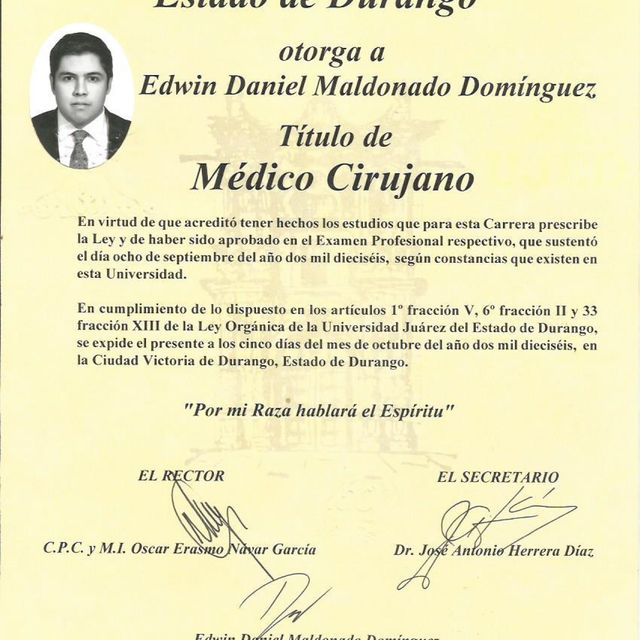 Estado de Durango
otorga a
Edwin Daniel Maldonado Domínguez
Título de
Médico Cirujano
En virtud de que acreditó tener hechos los estudios que para esta Carrera prescribe
la Ley y de haber sido aprobado en el Examen Profesional respectivo, que sustentó
el día ocho de septiembre del año dos mil dieciséis, según constancias que existen en
esta Universidad.
En cumplimiento de lo dispuesto en los artículos 1º fracción V, 6º fracción II y 33
fracción XIII de la Ley Orgánica de la Universidad Juárez del Estado de Durango,
se expide el presente a los cinco días del mes de octubre del año dos mil dieciséis, en
la Ciudad Victoria de Durango, Estado de Durango.
"Por mi Raza hablará el Espíritu"
EL RECTOR
EL SECRETARIO
C.P.C. y M.I. Oscar Erasmo Návar García
Dr. José Antonio Herrera Díaz
Edwin Daniel Maldonado Domínguez